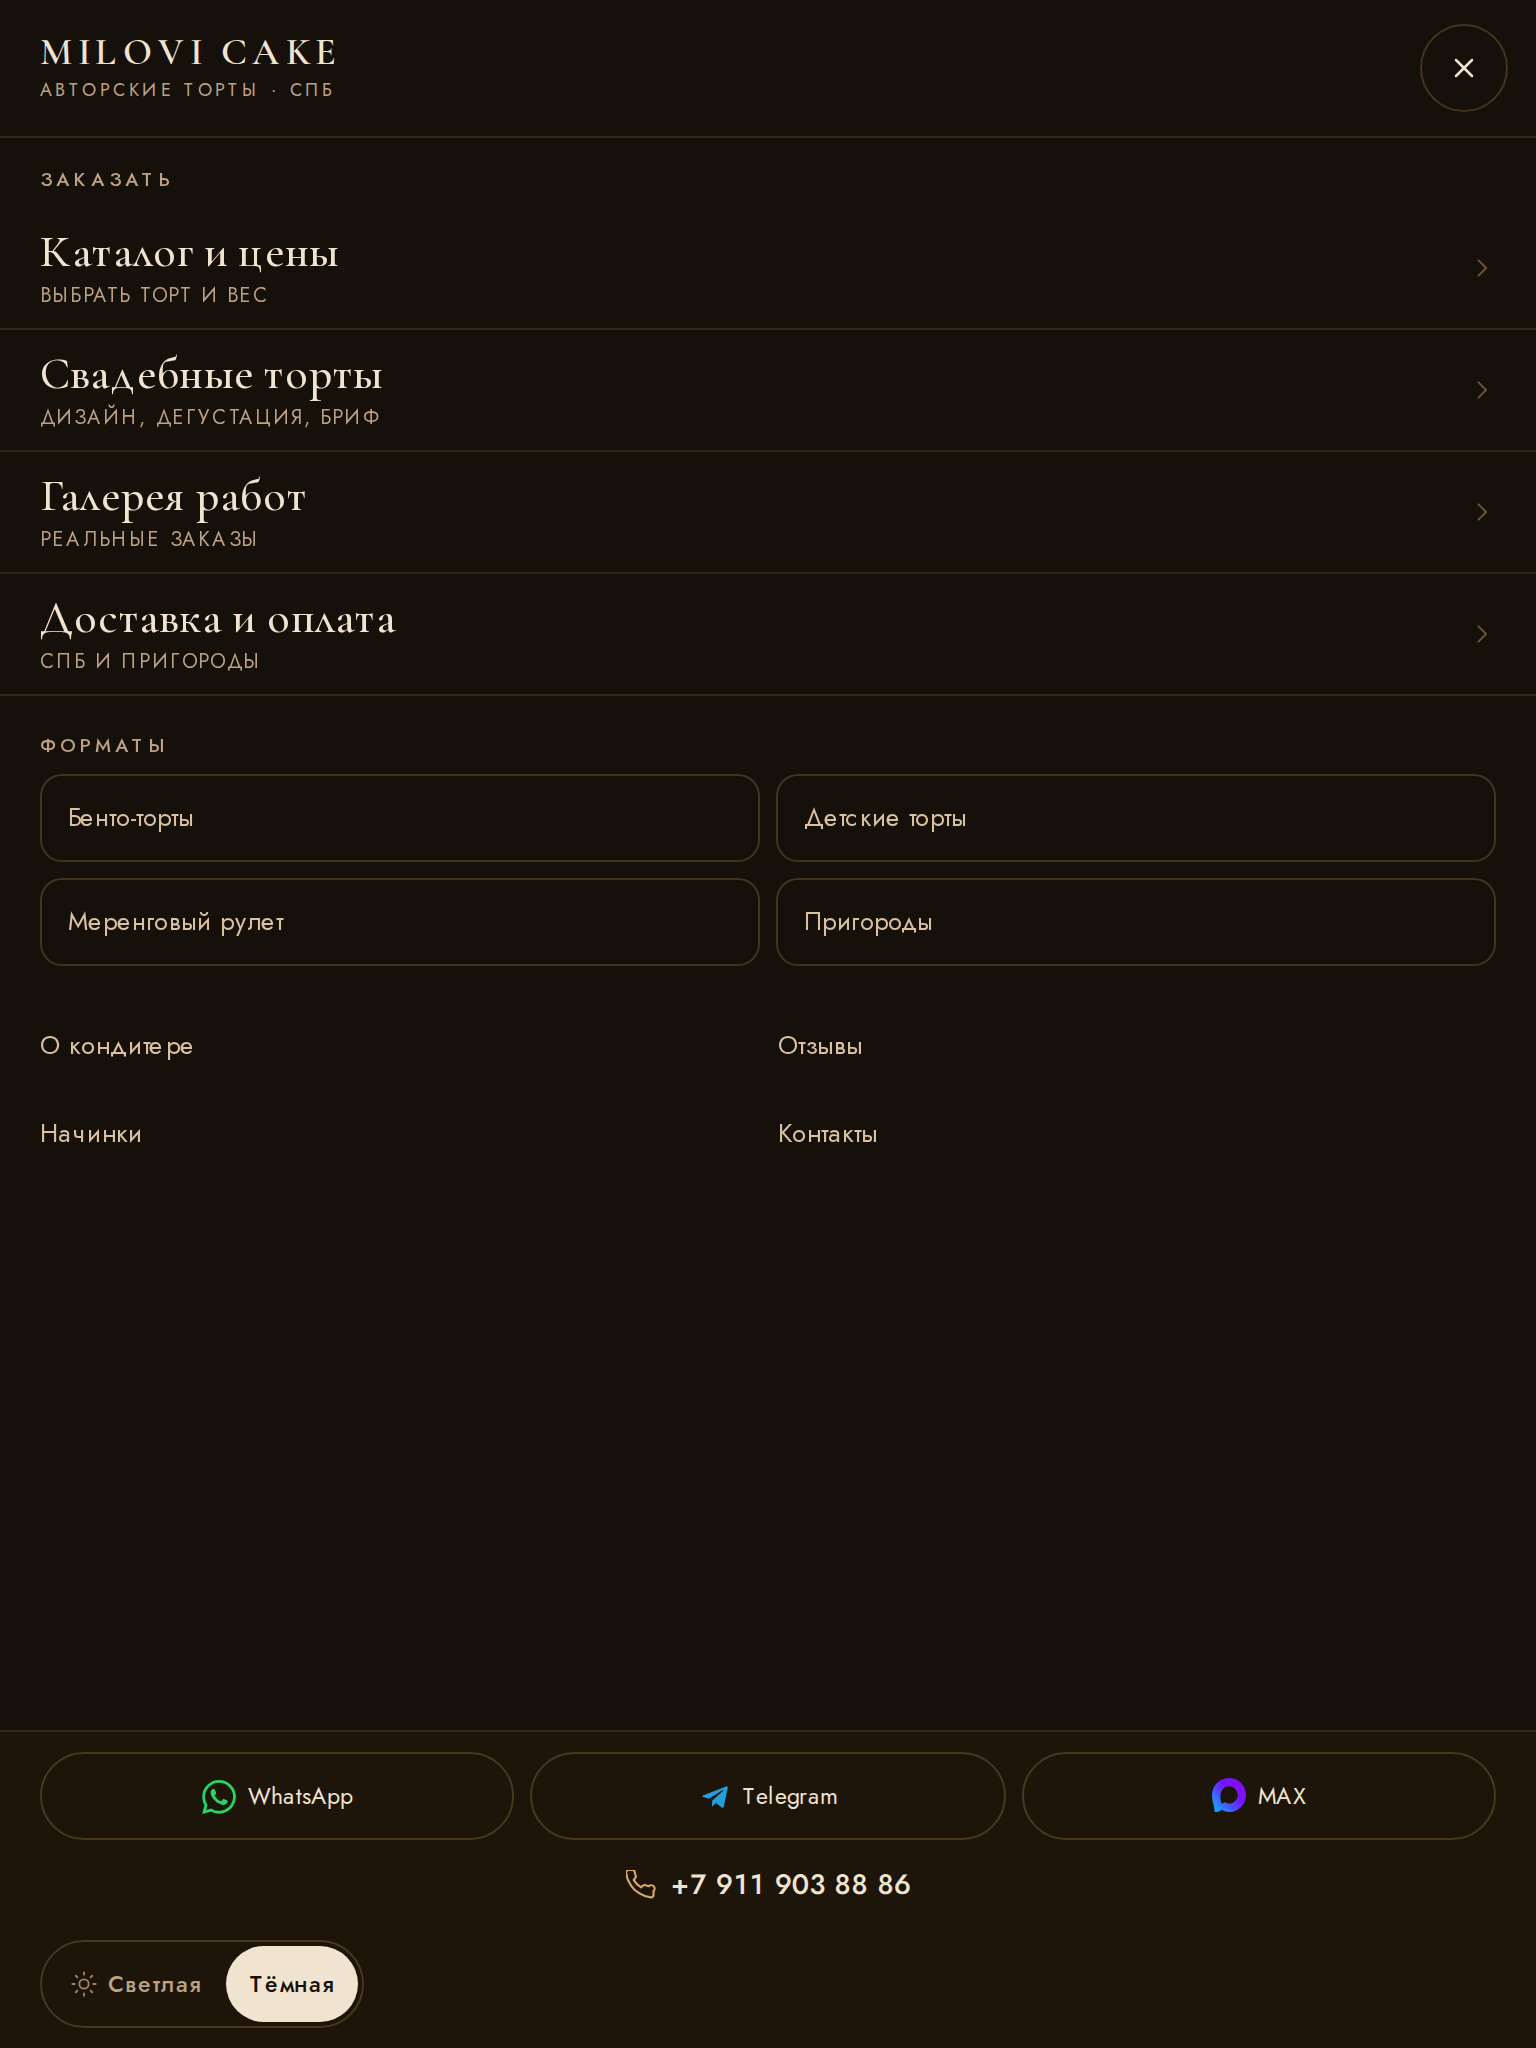 MILOVI CAKE
АВТОРСКИЕ ТОРТЫ · СПБ
ЗАКАЗАТЬ
Каталог и цены
ВЫБРАТЬ ТОРТ И ВЕС
Свадебные торты
ДИЗАЙН, ДЕГУСТАЦИЯ, БРИФ
Галерея работ
РЕАЛЬНЫЕ ЗАКАЗЫ
Доставка и оплата
СПБ И ПРИГОРОДЫ
ФОРМАТЫ
Бенто-торты
Детские торты
Меренговый рулет
Пригороды
О кондитере
Отзывы
Начинки
Контакты
WhatsApp
Telegram
MAX
+7 911 903 88 86
Светлая
Тёмная